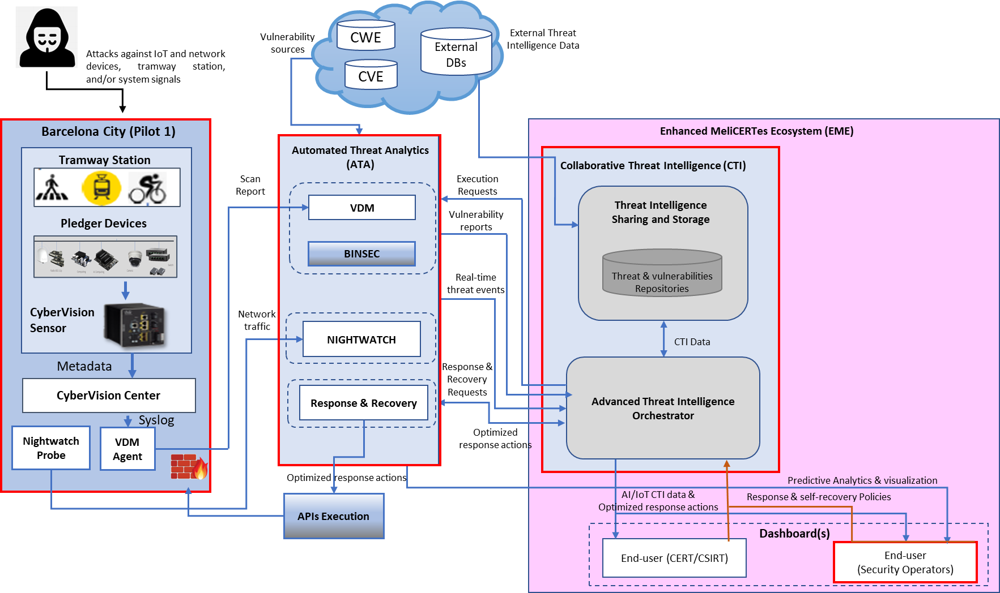 Attacks against IoT and network
devices, tramway station,
and/or system signals
Vulnerability
sources
CWE
CVE
External
DBs
External Threat
Intelligence Data
Barcelona City (Pilot 1)
Tramway Station
Pledger Devices
CyberVision
Sensor
Metadata
CyberVision Center
Syslog
Nightwatch
Probe
VDM
Agent
Scan
Report
Network
traffic
Automated Threat Analytics
(ATA)
VDM
BINSEC
NIGHTWATCH
Response & Recovery
Optimized response actions
APIs Execution
Execution
Requests
Vulnerability
reports
Real-time
threat events
Response &
Recovery
Requests
Optimized
response actions
Enhanced MeliCERTes Ecosystem (EME)
Collaborative Threat Intelligence (CTI)
Threat Intelligence
Sharing and Storage
Threat & vulnerabilities
Repositories
CTI Data
Advanced Threat Intelligence
Orchestrator
Predictive Analytics & visualization
AI/IoT CTI data &
Optimized response actions
Response & self-recovery Policies
Dashboard(s)
End-user (CERT/CSIRT)
End-user
(Security Operators)